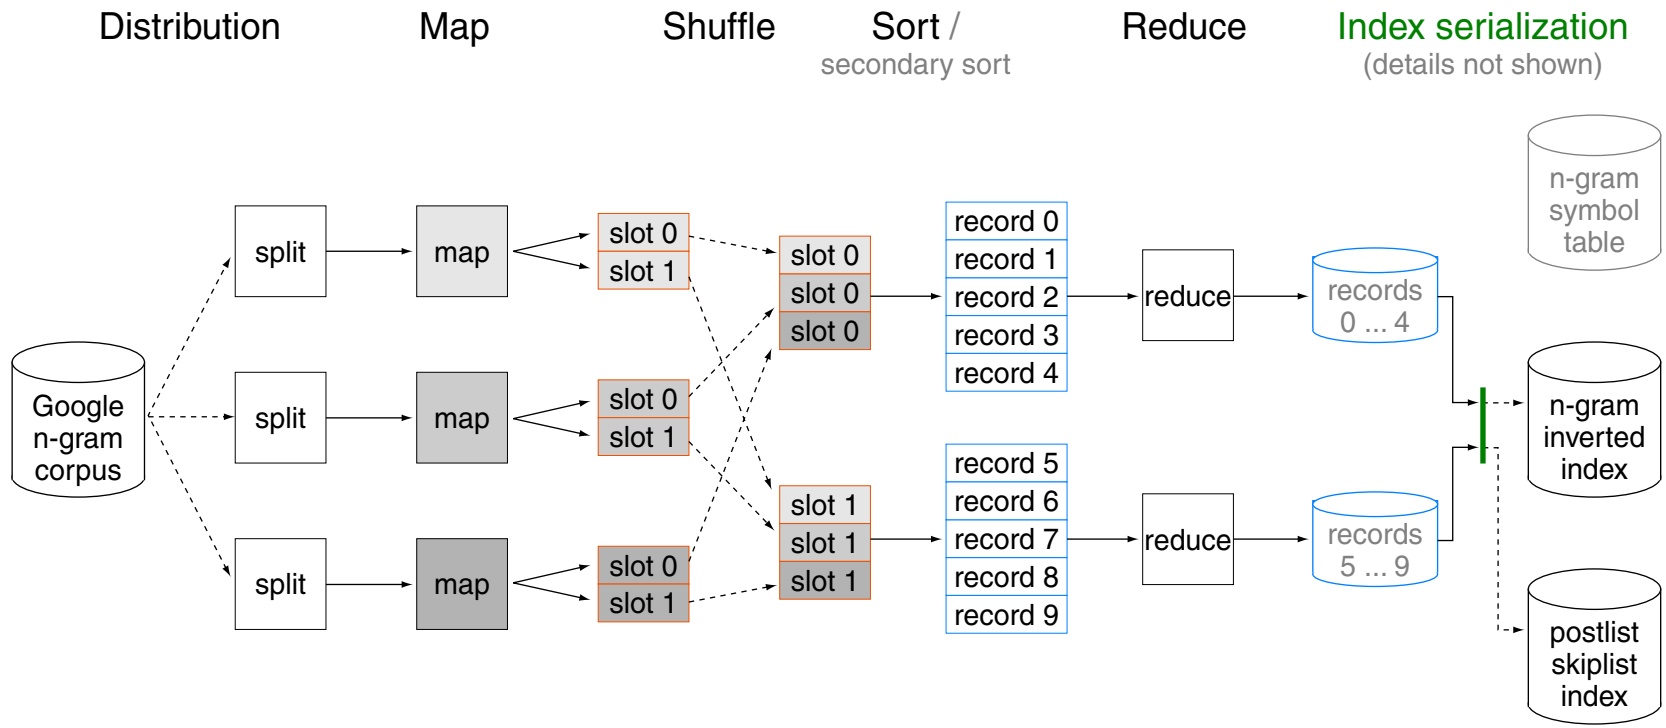 Distribution
Map
Shuffle
Sort /
secondary sort
Reduce
Index serialization
(details not shown)
Google
n-gram
corpus
split
split
split
map
map
map
slot 0
slot 1
slot 0
slot 1
slot 0
slot 1
slot 0
slot 0
slot 0
slot 1
slot 1
slot 1
record 0
record 1
record 2
record 3
record 4
record 5
record 6
record 7
record 8
record 9
reduce
reduce
records
0 ... 4
records
5 ... 9
n-gram
symbol
table
n-gram
inverted
index
postlist
skiplist
index